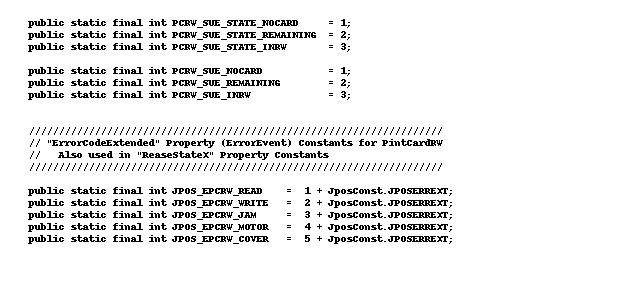 public static final int PCRW_SUE_STATE_NOCARD     = 1;
public static final int PCRW_SUE_STATE_REMAINING  = 2;
public static final int PCRW_SUE_STATE_INRW       = 3;

public static final int PCRW_SUE_NOCARD           = 1;
public static final int PCRW_SUE_REMAINING        = 2;
public static final int PCRW_SUE_INRW             = 3;

/////////////////////////////////////////////////////////////////////
// "ErrorCodeExtended" Property (ErrorEvent) Constants for PintCardRW
//   Also used in "ReaseStateX" Property Constants
/////////////////////////////////////////////////////////////////////

public static final int JPOS_EPCRW_READ    =  1 + JposConst.JPOSERREXT;
public static final int JPOS_EPCRW_WRITE   =  2 + JposConst.JPOSERREXT;
public static final int JPOS_EPCRW_JAM     =  3 + JposConst.JPOSERREXT;
public static final int JPOS_EPCRW_MOTOR   =  4 + JposConst.JPOSERREXT;
public static final int JPOS_EPCRW_COVER   =  5 + JposConst.JPOSERREXT;